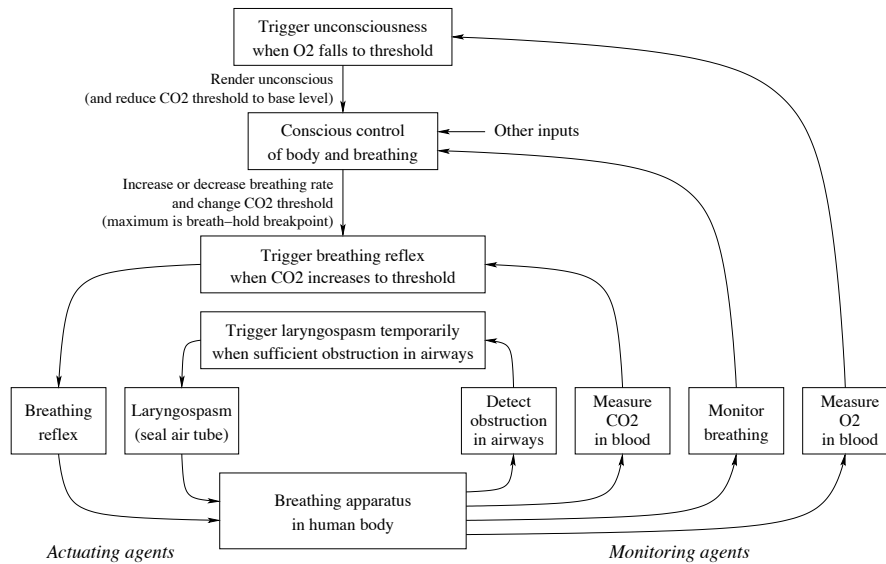 Trigger unconsciousness
when O2 falls to threshold
Render unconscious
(and reduce CO2 threshold to base level)
Conscious control
of body and breathing
Other inputs
Increase or decrease breathing rate
and change CO2 threshold
(maximum is breath−hold breakpoint)
Trigger breathing reflex
when CO2 increases to threshold
Trigger laryngospasm temporarily
when sufficient obstruction in airways
Breathing
reflex
Laryngospasm
(seal air tube)
Detect
obstruction
in airways
Measure
CO2
in blood
Monitor
breathing
Measure
O2
in blood
Breathing apparatus
in human body
Actuating agents
Monitoring agents